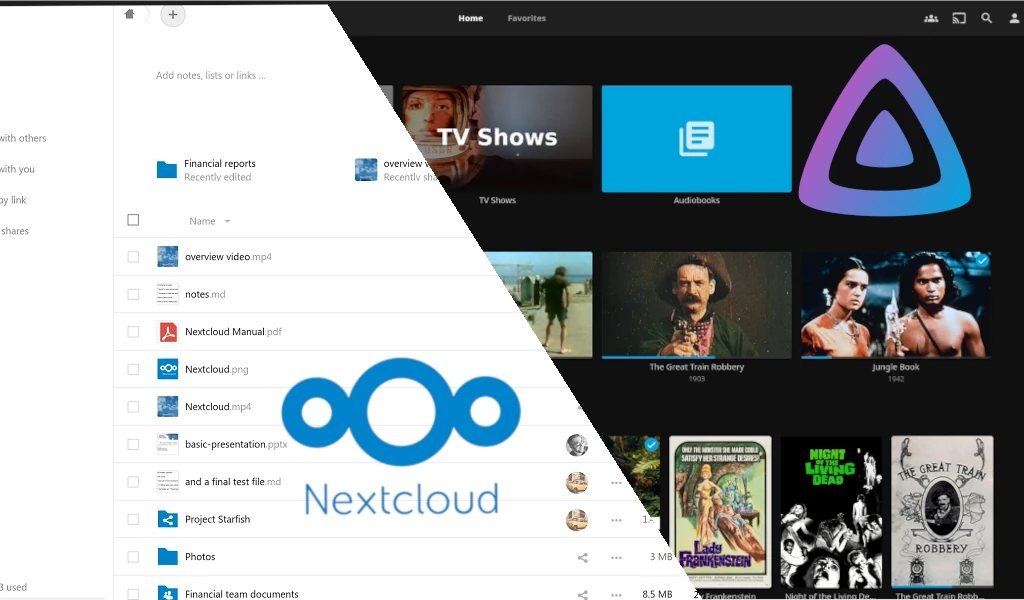 Home Favorites
Add notes, lists or links ...
with others
with you
by link
shares
Financial reports
Recently edited
overview v
Recently sha
TV Shows
TV Shows
Audiobooks
Name
overview video.mp4
notes.md
Nextcloud Manual.pdf
Nextcloud.png
Nextcloud.mp4
basic-presentation.pptx
and a final test file.md
Project Starfish
Photos
3 MB
Financial team documents
8.5 MB
used
Nextcloud
The Great Train Robbery
1903
Jungle Book
1942
ONLY THE MONSTER SHE MADE COULD
SATISFY HER STRANGE DESIRES!
Lady
FRANKENSTEIN
NIGHT
OF THE
LIVING
DEAD
THE GREAT TRAIN
ROBBERY
y Frankenstein
Night of the Living De...
The Great Train Robb...